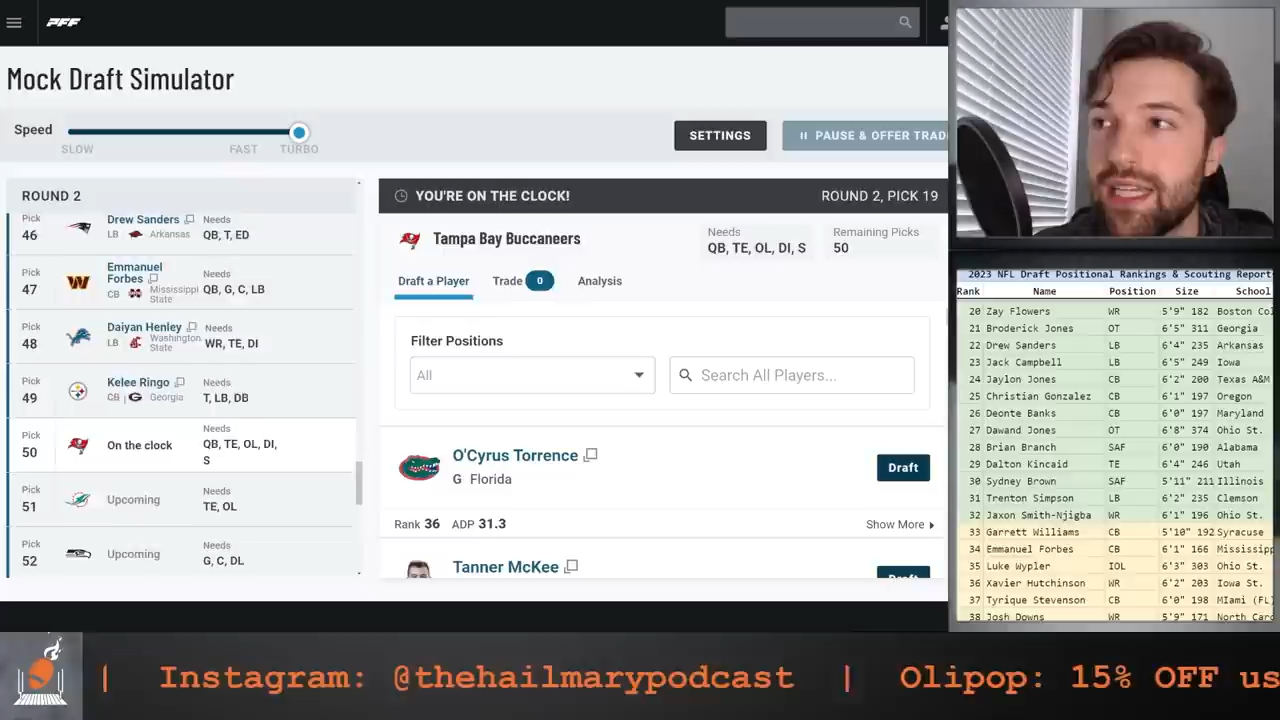 PFF
Mock Draft Simulator
Speed
SLOW
FAST
TURBO
SETTINGS
PAUSE & OFFER TRAD
ROUND 2
Pick
46
Drew Sanders
LB Arkansas
Needs
QB, T, ED
Pick
47
Emmanuel
Forbes
CB Mississippi
State
Needs
QB, G, C, LB
Pick
48
Daiyan Henley
LB Washington
State
Needs
WR, TE, DI
Pick
49
Kelee Ringo
CB Georgia
Needs
T, LB, DB
Pick
50
On the clock
Needs
QB, TE, OL, DI,
S
Pick
51
Upcoming
Needs
TE, OL
Pick
52
Upcoming
Needs
G, C, DL
YOU'RE ON THE CLOCK!
ROUND 2, PICK 19
Tampa Bay Buccaneers
Needs
QB, TE, OL, DI, S
Remaining Picks
50
Draft a Player
Trade 0
Analysis
Filter Positions
All
Search All Players...
O'Cyrus Torrence
G Florida
Draft
Rank 36 ADP 31.3
Show More
Tanner McKee
Draft
2023 NFL Draft Positional Rankings & Scouting Report
Rank Name Position Size School
20 Zay Flowers WR 5'9" 182 Boston Col
21 Broderick Jones OT 6'5" 311 Georgia
22 Drew Sanders LB 6'4" 235 Arkansas
23 Jack Campbell LB 6'5" 249 Iowa
24 Jaylon Jones CB 6'2" 200 Texas A&M
25 Christian Gonzalez CB 6'1" 197 Oregon
26 Deonte Banks CB 6'0" 197 Maryland
27 Dawand Jones OT 6'8" 374 Ohio St.
28 Brian Branch SAF 6'0" 190 Alabama
29 Dalton Kincaid TE 6'4" 246 Utah
30 Sydney Brown SAF 5'11" 211 Illinois
31 Trenton Simpson LB 6'2" 235 Clemson
32 Jaxon Smith-Njigba WR 6'1" 196 Ohio St.
33 Garrett Williams CB 5'10" 192 Syracuse
34 Emmanuel Forbes CB 6'1" 166 Mississipp
35 Luke Wypler IOL 6'3" 303 Ohio St.
36 Xavier Hutchinson WR 6'2" 203 Iowa St.
37 Tyrique Stevenson CB 6'0" 198 MIami (FL)
38 Josh Downs WR 5'9" 171 North Caro
| Instagram: @thehailmarypodcast | Olipop: 15% OFF us